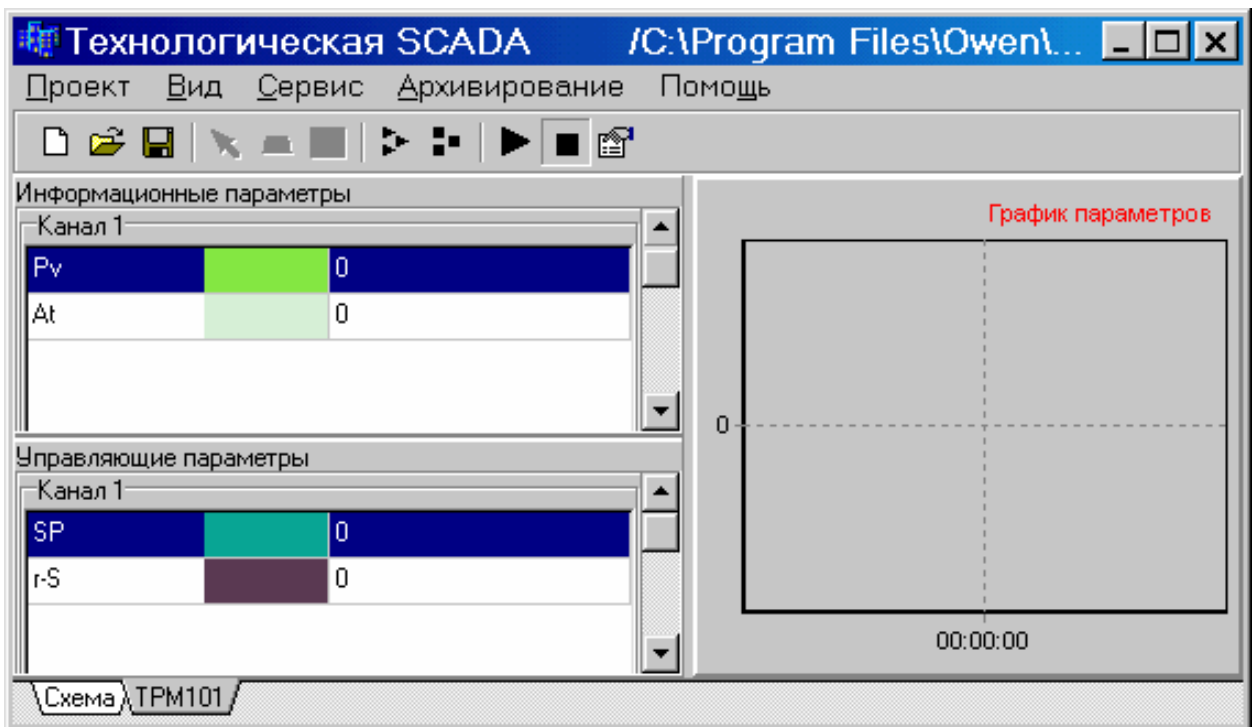 Технологическая SCADA /C:\Program Files\Owen\...
Проект Вид Сервис Архивирование Помощь
Информационные параметры
Канал 1
Pv 0
At 0
Управляющие параметры
Канал 1
SP 0
r-S 0
График параметров
0
00:00:00
Схема ТРМ101